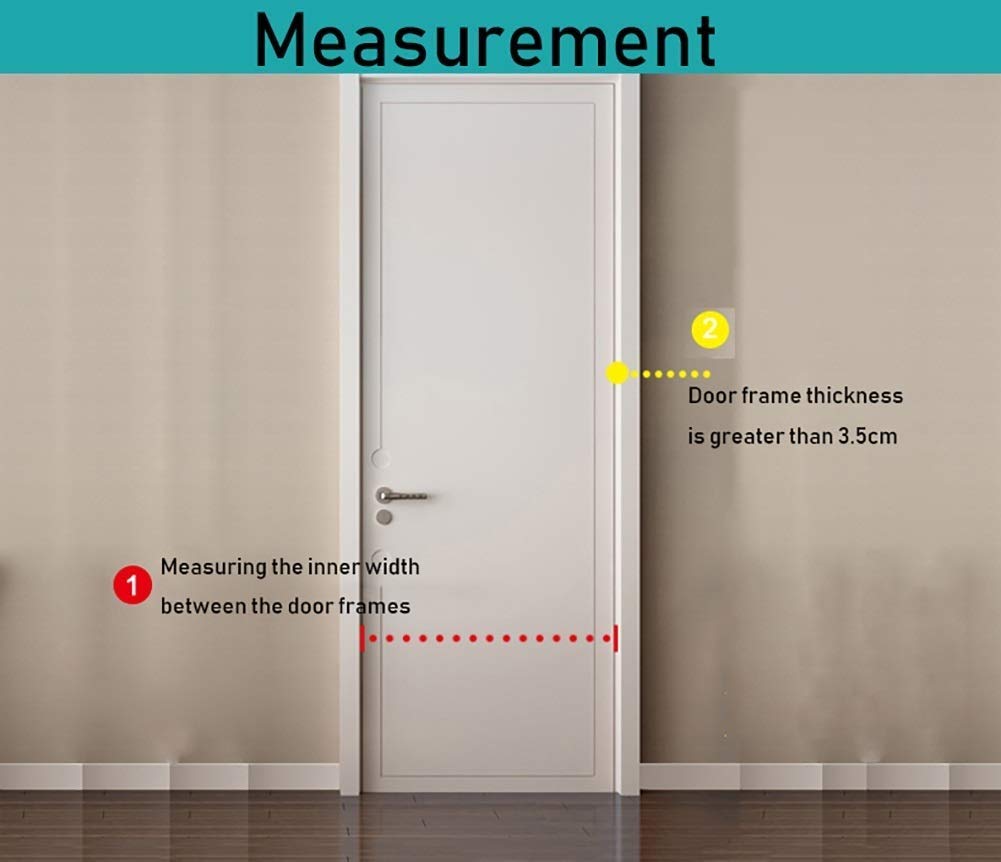 Measurement
2
Door frame thickness
is greater than 3.5cm
1
Measuring the inner width
between the door frames